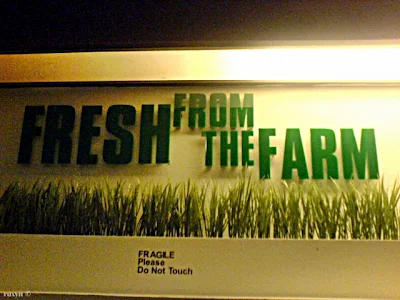 FRESH FROM THE FARM
FRAGILE
Please
Do Not Touch